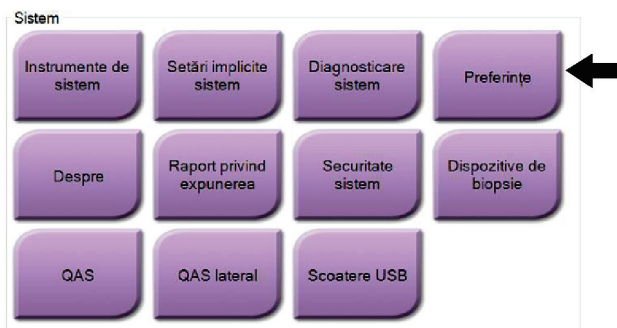 Sistem
Instrumente de
sistem
Setări implicite
sistem
Diagnosticare
sistem
Preferințe
Despre
Raport privind
expunerea
Securitate
sistem
Dispozitive de
biopsie
QAS
QAS lateral
Scoatere USB